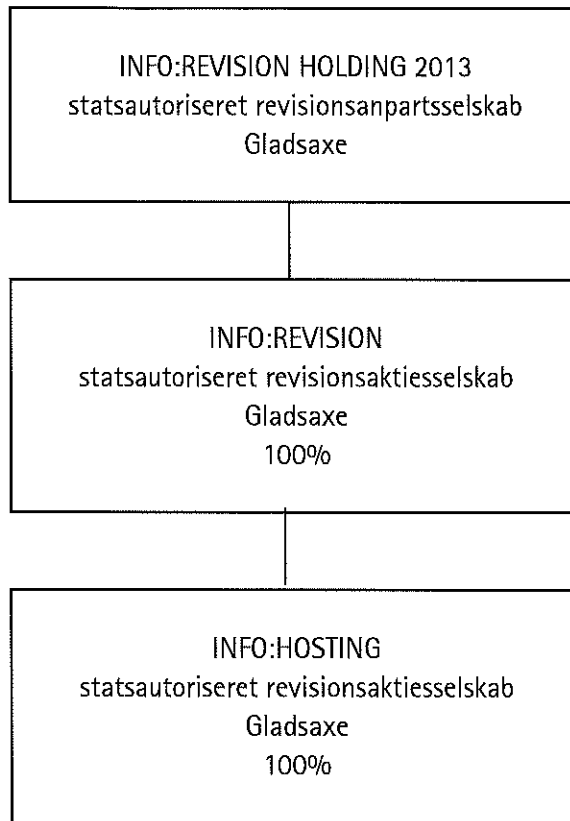 INFO:REVISION HOLDING 2013
statsautoriseret revisionsanpartsselskab
Gladsaxe
INFO:REVISION
statsautoriseret revisionsaktiesselskab
Gladsaxe
100%
INFO:HOSTING
statsautoriseret revisionsaktiesselskab
Gladsaxe
100%